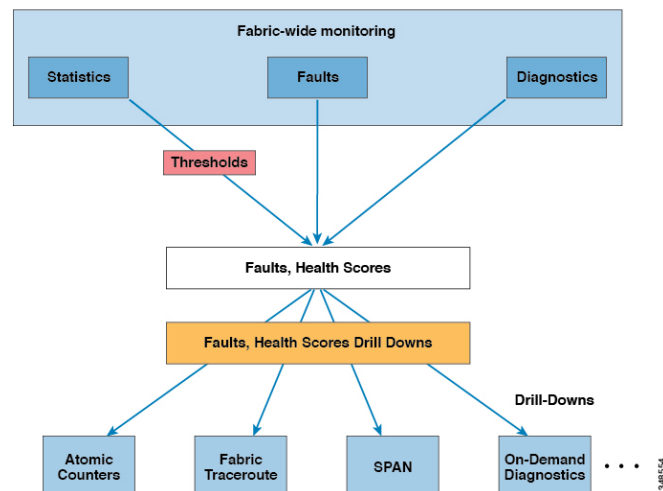 Fabric-wide monitoring
Statistics
Faults
Diagnostics
Thresholds
Faults, Health Scores
Faults, Health Scores Drill Downs
Drill-Downs
Atomic
Counters
Fabric
Traceroute
SPAN
On-Demand
Diagnostics
• • •
348554